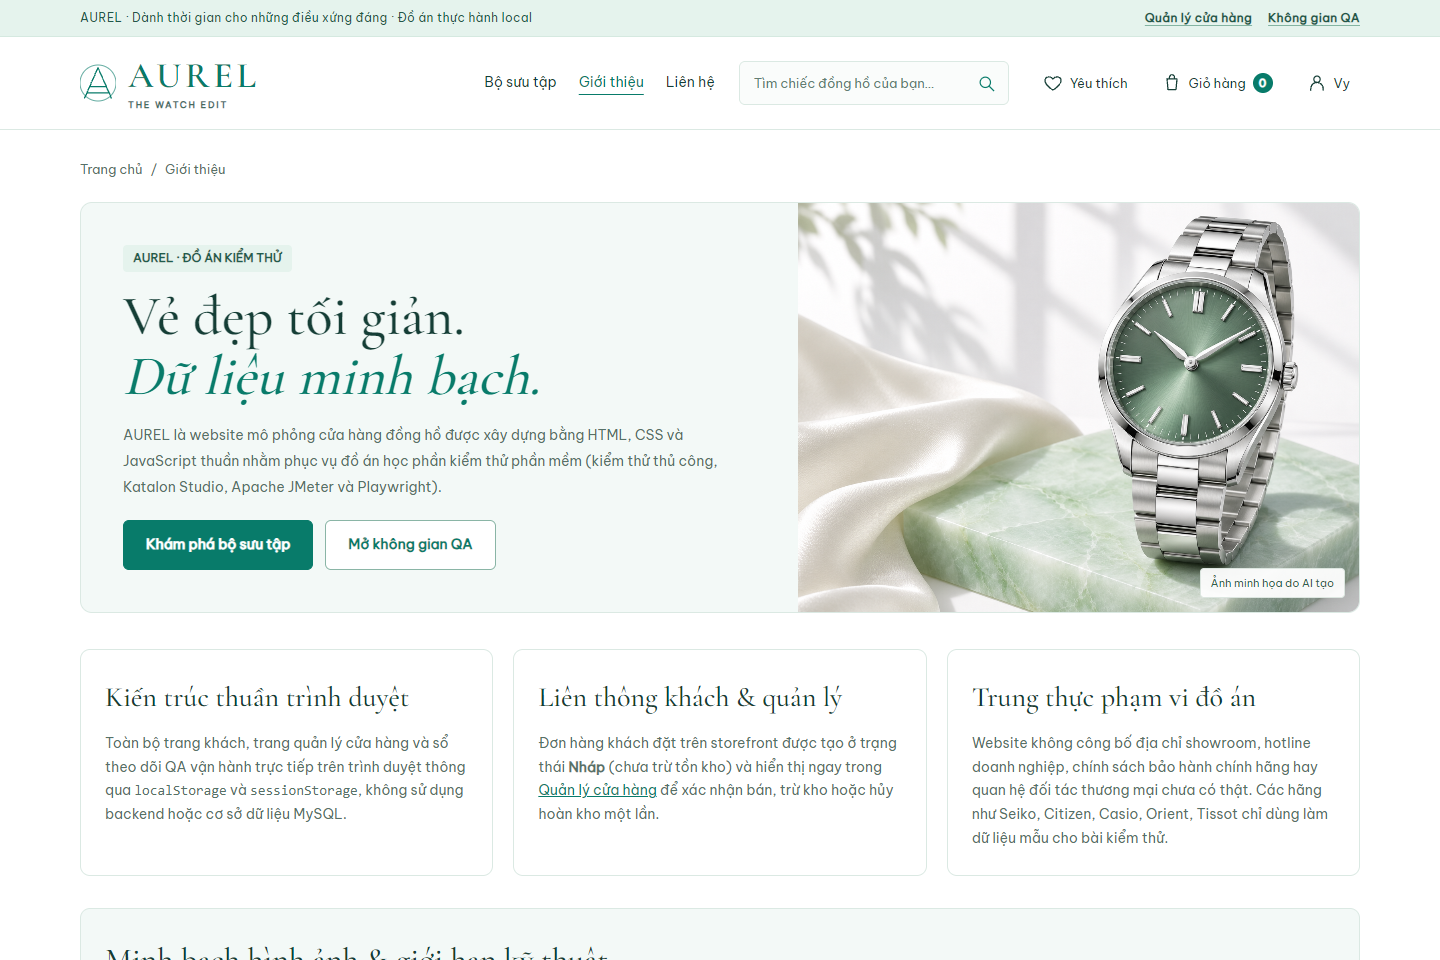 AUREL · Dành thời gian cho những điều xứng đáng · Đồ án thực hành local
Quản lý cửa hàng
Không gian QA
AUREL
THE WATCH EDIT
Bộ sưu tập
Giới thiệu
Liên hệ
Tìm chiếc đồng hồ của bạn...
Yêu thích
Giỏ hàng 0
Vy
Trang chủ / Giới thiệu
AUREL · ĐỒ ÁN KIỂM THỬ
Vẻ đẹp tối giản.
Dữ liệu minh bạch.
AUREL là website mô phỏng cửa hàng đồng hồ được xây dựng bằng HTML, CSS và
JavaScript thuần nhằm phục vụ đồ án học phần kiểm thử phần mềm (kiểm thử thủ công,
Katalon Studio, Apache JMeter và Playwright).
Khám phá bộ sưu tập
Mở không gian QA
Ảnh minh họa do AI tạo
Kiến trúc thuần trình duyệt
Toàn bộ trang khách, trang quản lý cửa hàng và sổ
theo dõi QA vận hành trực tiếp trên trình duyệt thông
qua localStorage và sessionStorage, không sử dụng
backend hoặc cơ sở dữ liệu MySQL.
Liên thông khách & quản lý
Đơn hàng khách đặt trên storefront được tạo ở trạng
thái Nháp (chưa trừ tồn kho) và hiển thị ngay trong
Quản lý cửa hàng để xác nhận bán, trừ kho hoặc hủy
hoàn kho một lần.
Trung thực phạm vi đồ án
Website không công bố địa chỉ showroom, hotline
doanh nghiệp, chính sách bảo hành chính hãng hay
quan hệ đối tác thương mại chưa có thật. Các hãng
như Seiko, Citizen, Casio, Orient, Tissot chỉ dùng làm
dữ liệu mẫu cho bài kiểm thử.
Minh bạch hình ảnh & giới hạn kỹ thuật